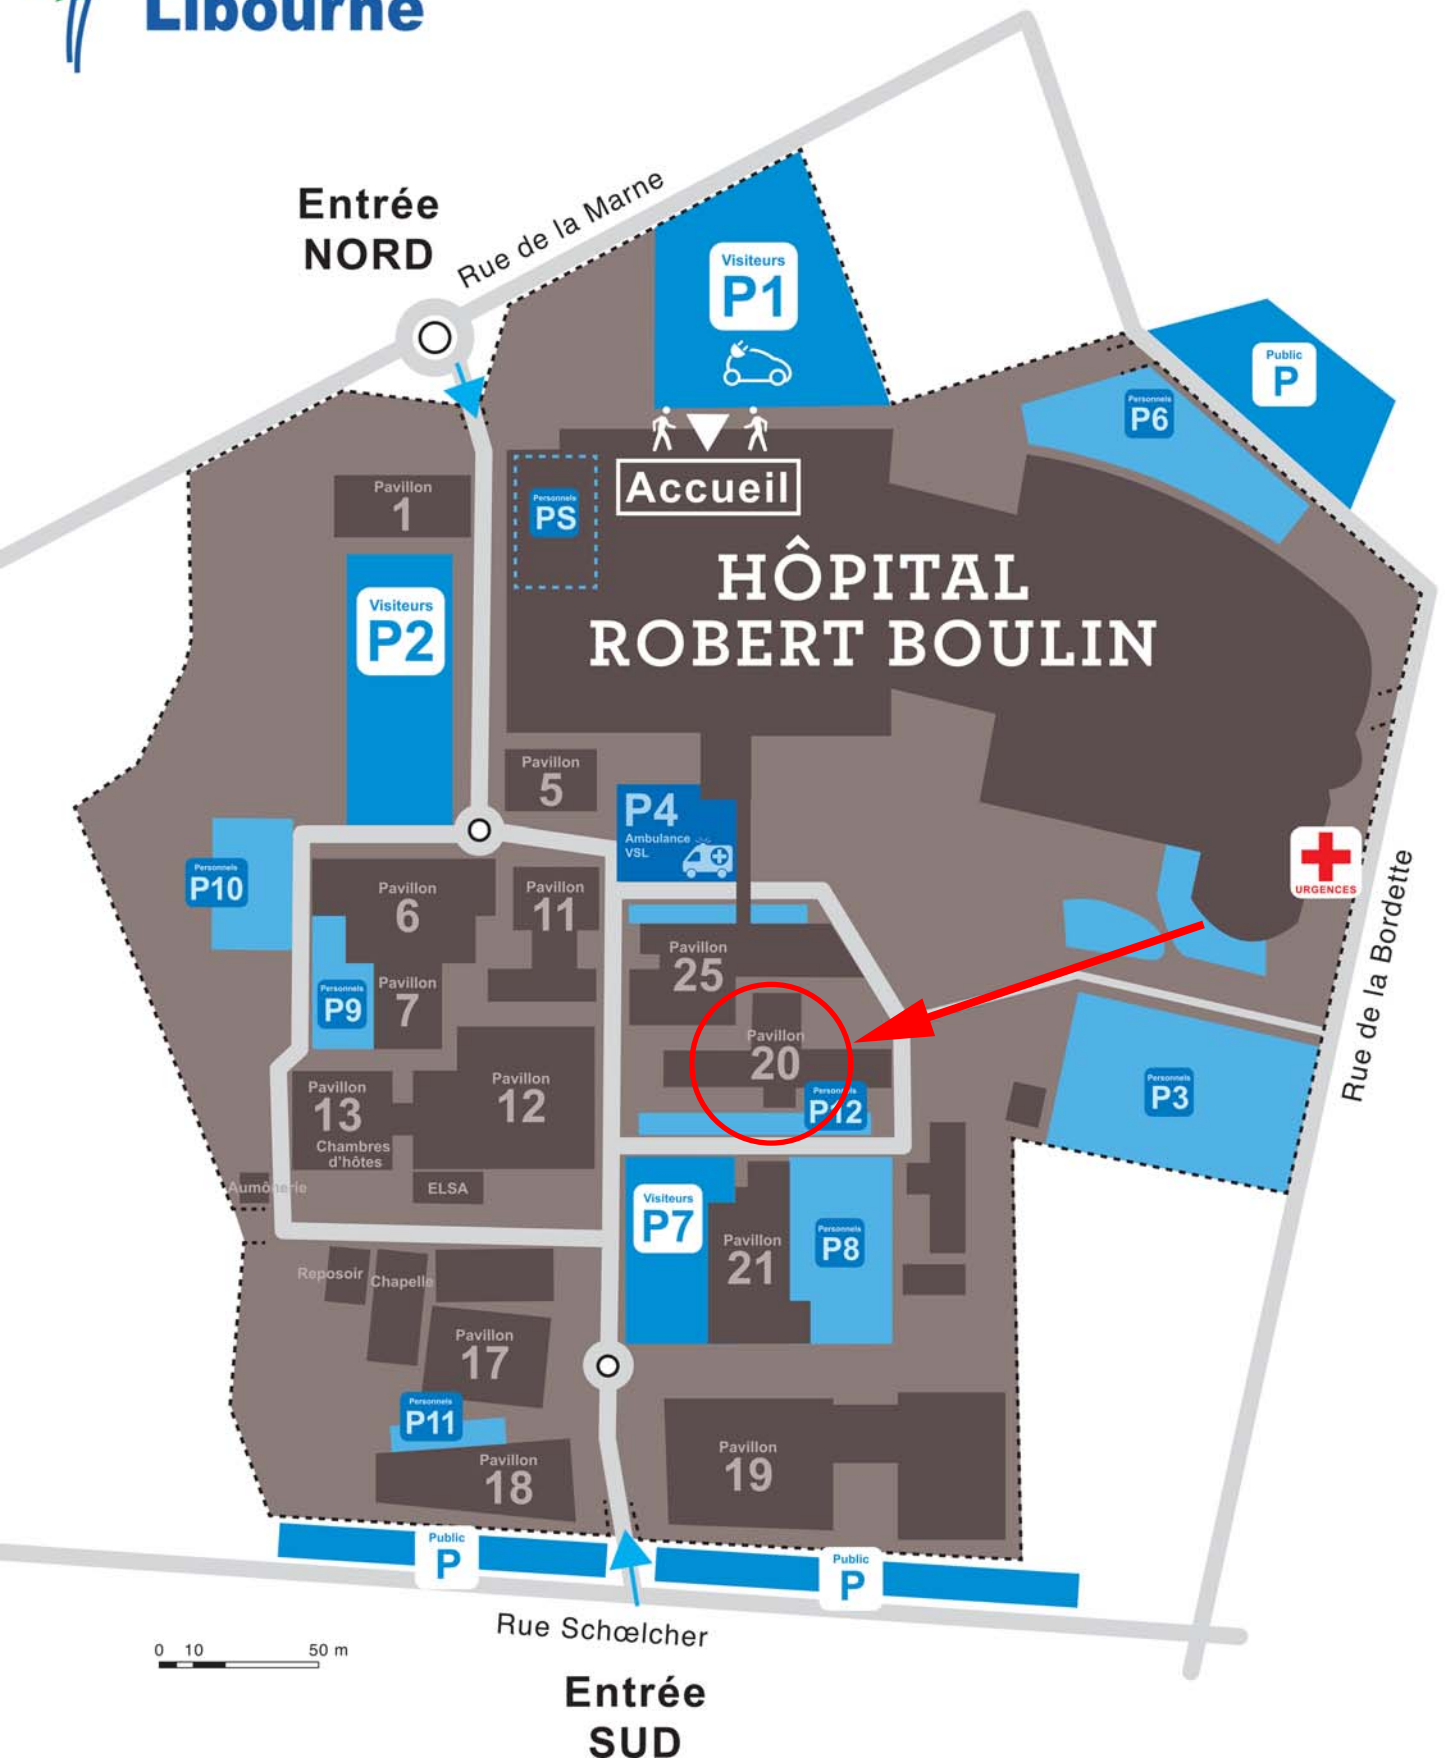 Libourne
Entrée
NORD
Rue de la Marne
Visiteurs
P1
Public
P
Personnels
P6
Accueil
Pavillon
1
Personnels
PS
HÔPITAL
ROBERT BOULIN
Visiteurs
P2
Pavillon
5
P4
Ambulance
VSL
URGENCES
Rue de la Bordette
Personnels
P10
Pavillon
6
Pavillon
11
Pavillon
25
Personnels
P9
Pavillon
7
Pavillon
20
Personnels
P12
Personnels
P3
Pavillon
13
Chambres
d'hôtes
Pavillon
12
Aumônerie
ELSA
Visiteurs
P7
Pavillon
21
Personnels
P8
Reposoir
Chapelle
Pavillon
17
Personnels
P11
Pavillon
18
Pavillon
19
Public
P
Public
P
Rue Schœlcher
0 10 50 m
Entrée
SUD